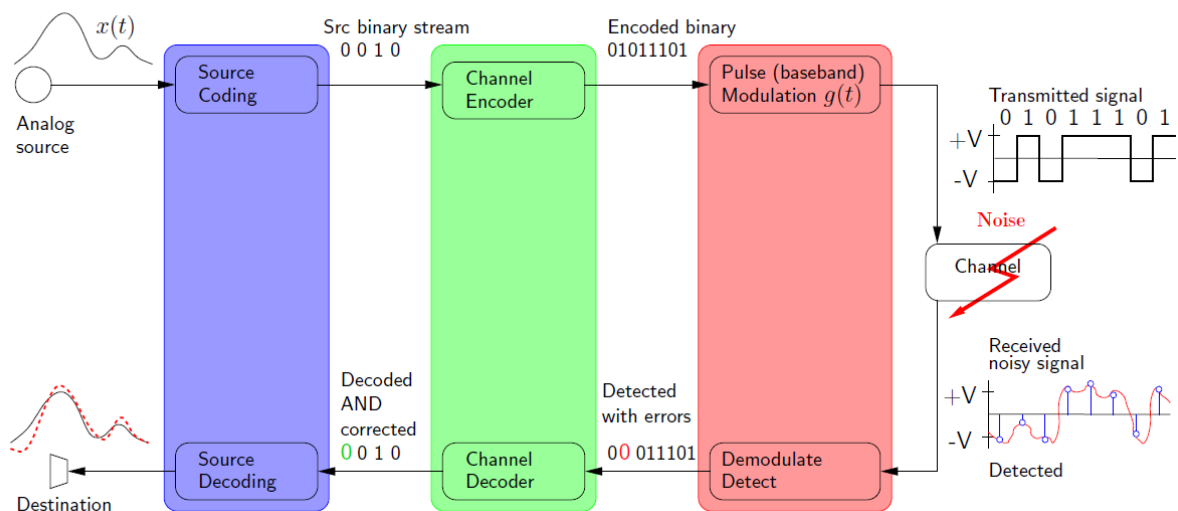 x(t)
Analog
source
Source
Coding
Src binary stream
0 0 1 0
Channel
Encoder
Encoded binary
01011101
Pulse (baseband)
Modulation g(t)
Transmitted signal
0 1 0 1 1 1 0 1
+V
-V
Noise
Channel
Received
noisy signal
+V
-V
Detected
Demodulate
Detect
Detected
with errors
00 011101
Channel
Decoder
Decoded
AND
corrected
0 0 1 0
Source
Decoding
Destination